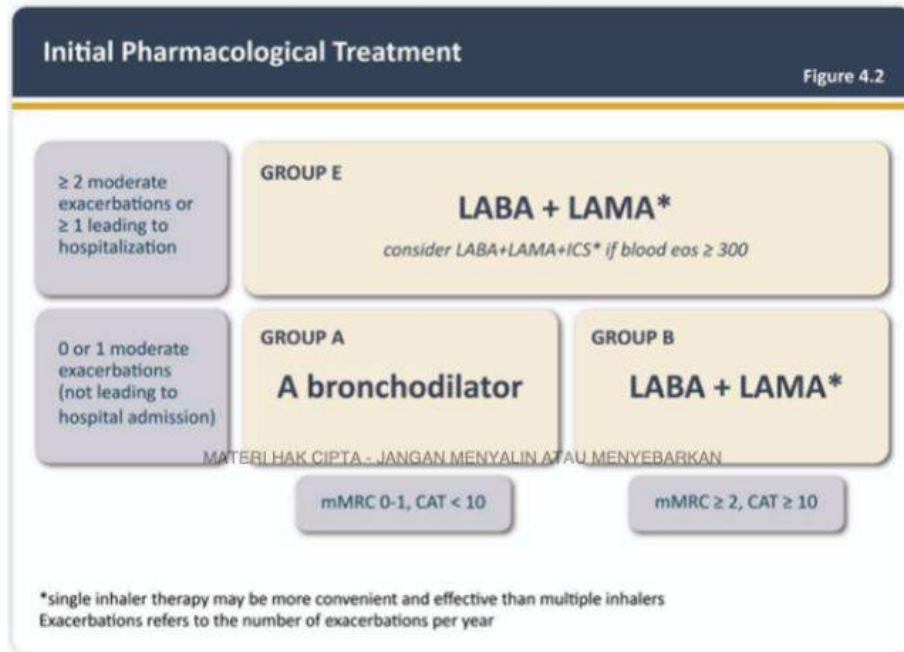 Initial Pharmacological Treatment
Figure 4.2
≥ 2 moderate
exacerbations or
≥ 1 leading to
hospitalization
GROUP E
LABA + LAMA*
consider LABA+LAMA+ICS* if blood eos ≥ 300
0 or 1 moderate
exacerbations
(not leading to
hospital admission)
GROUP A
A bronchodilator
GROUP B
LABA + LAMA*
MATERI HAK CIPTA - JANGAN MENYALIN ATAU MENYEBARKAN
mMRC 0-1, CAT < 10
mMRC ≥ 2, CAT ≥ 10
*single inhaler therapy may be more convenient and effective than multiple inhalers
Exacerbations refers to the number of exacerbations per year